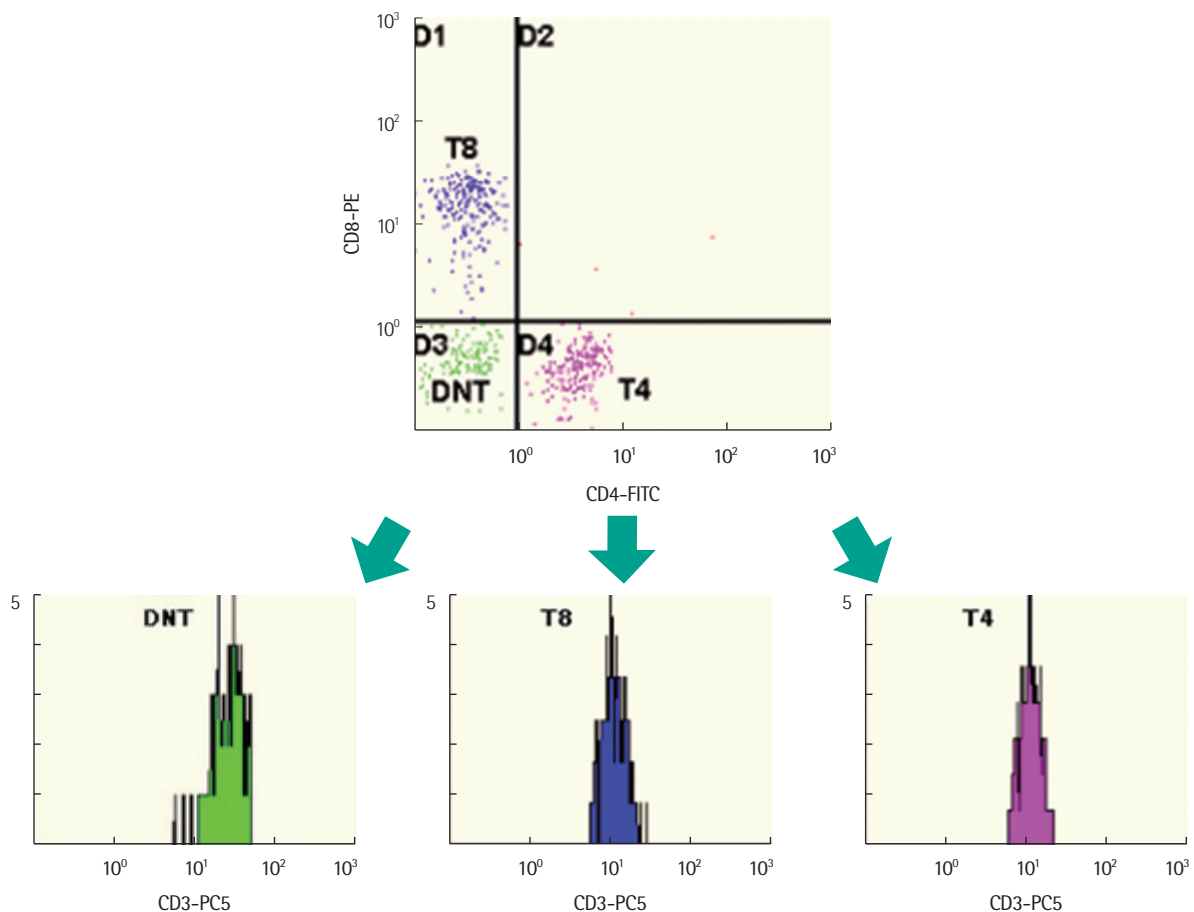 10³
D1 D2
10²
T8
10¹
CD8-PE
10⁰
D3 D4
DNT T4
10⁰ 10¹ 10² 10³
CD4-FITC
5 DNT
10⁰ 10¹ 10² 10³
CD3-PC5
5 T8
10⁰ 10¹ 10² 10³
CD3-PC5
5 T4
10⁰ 10¹ 10² 10³
CD3-PC5